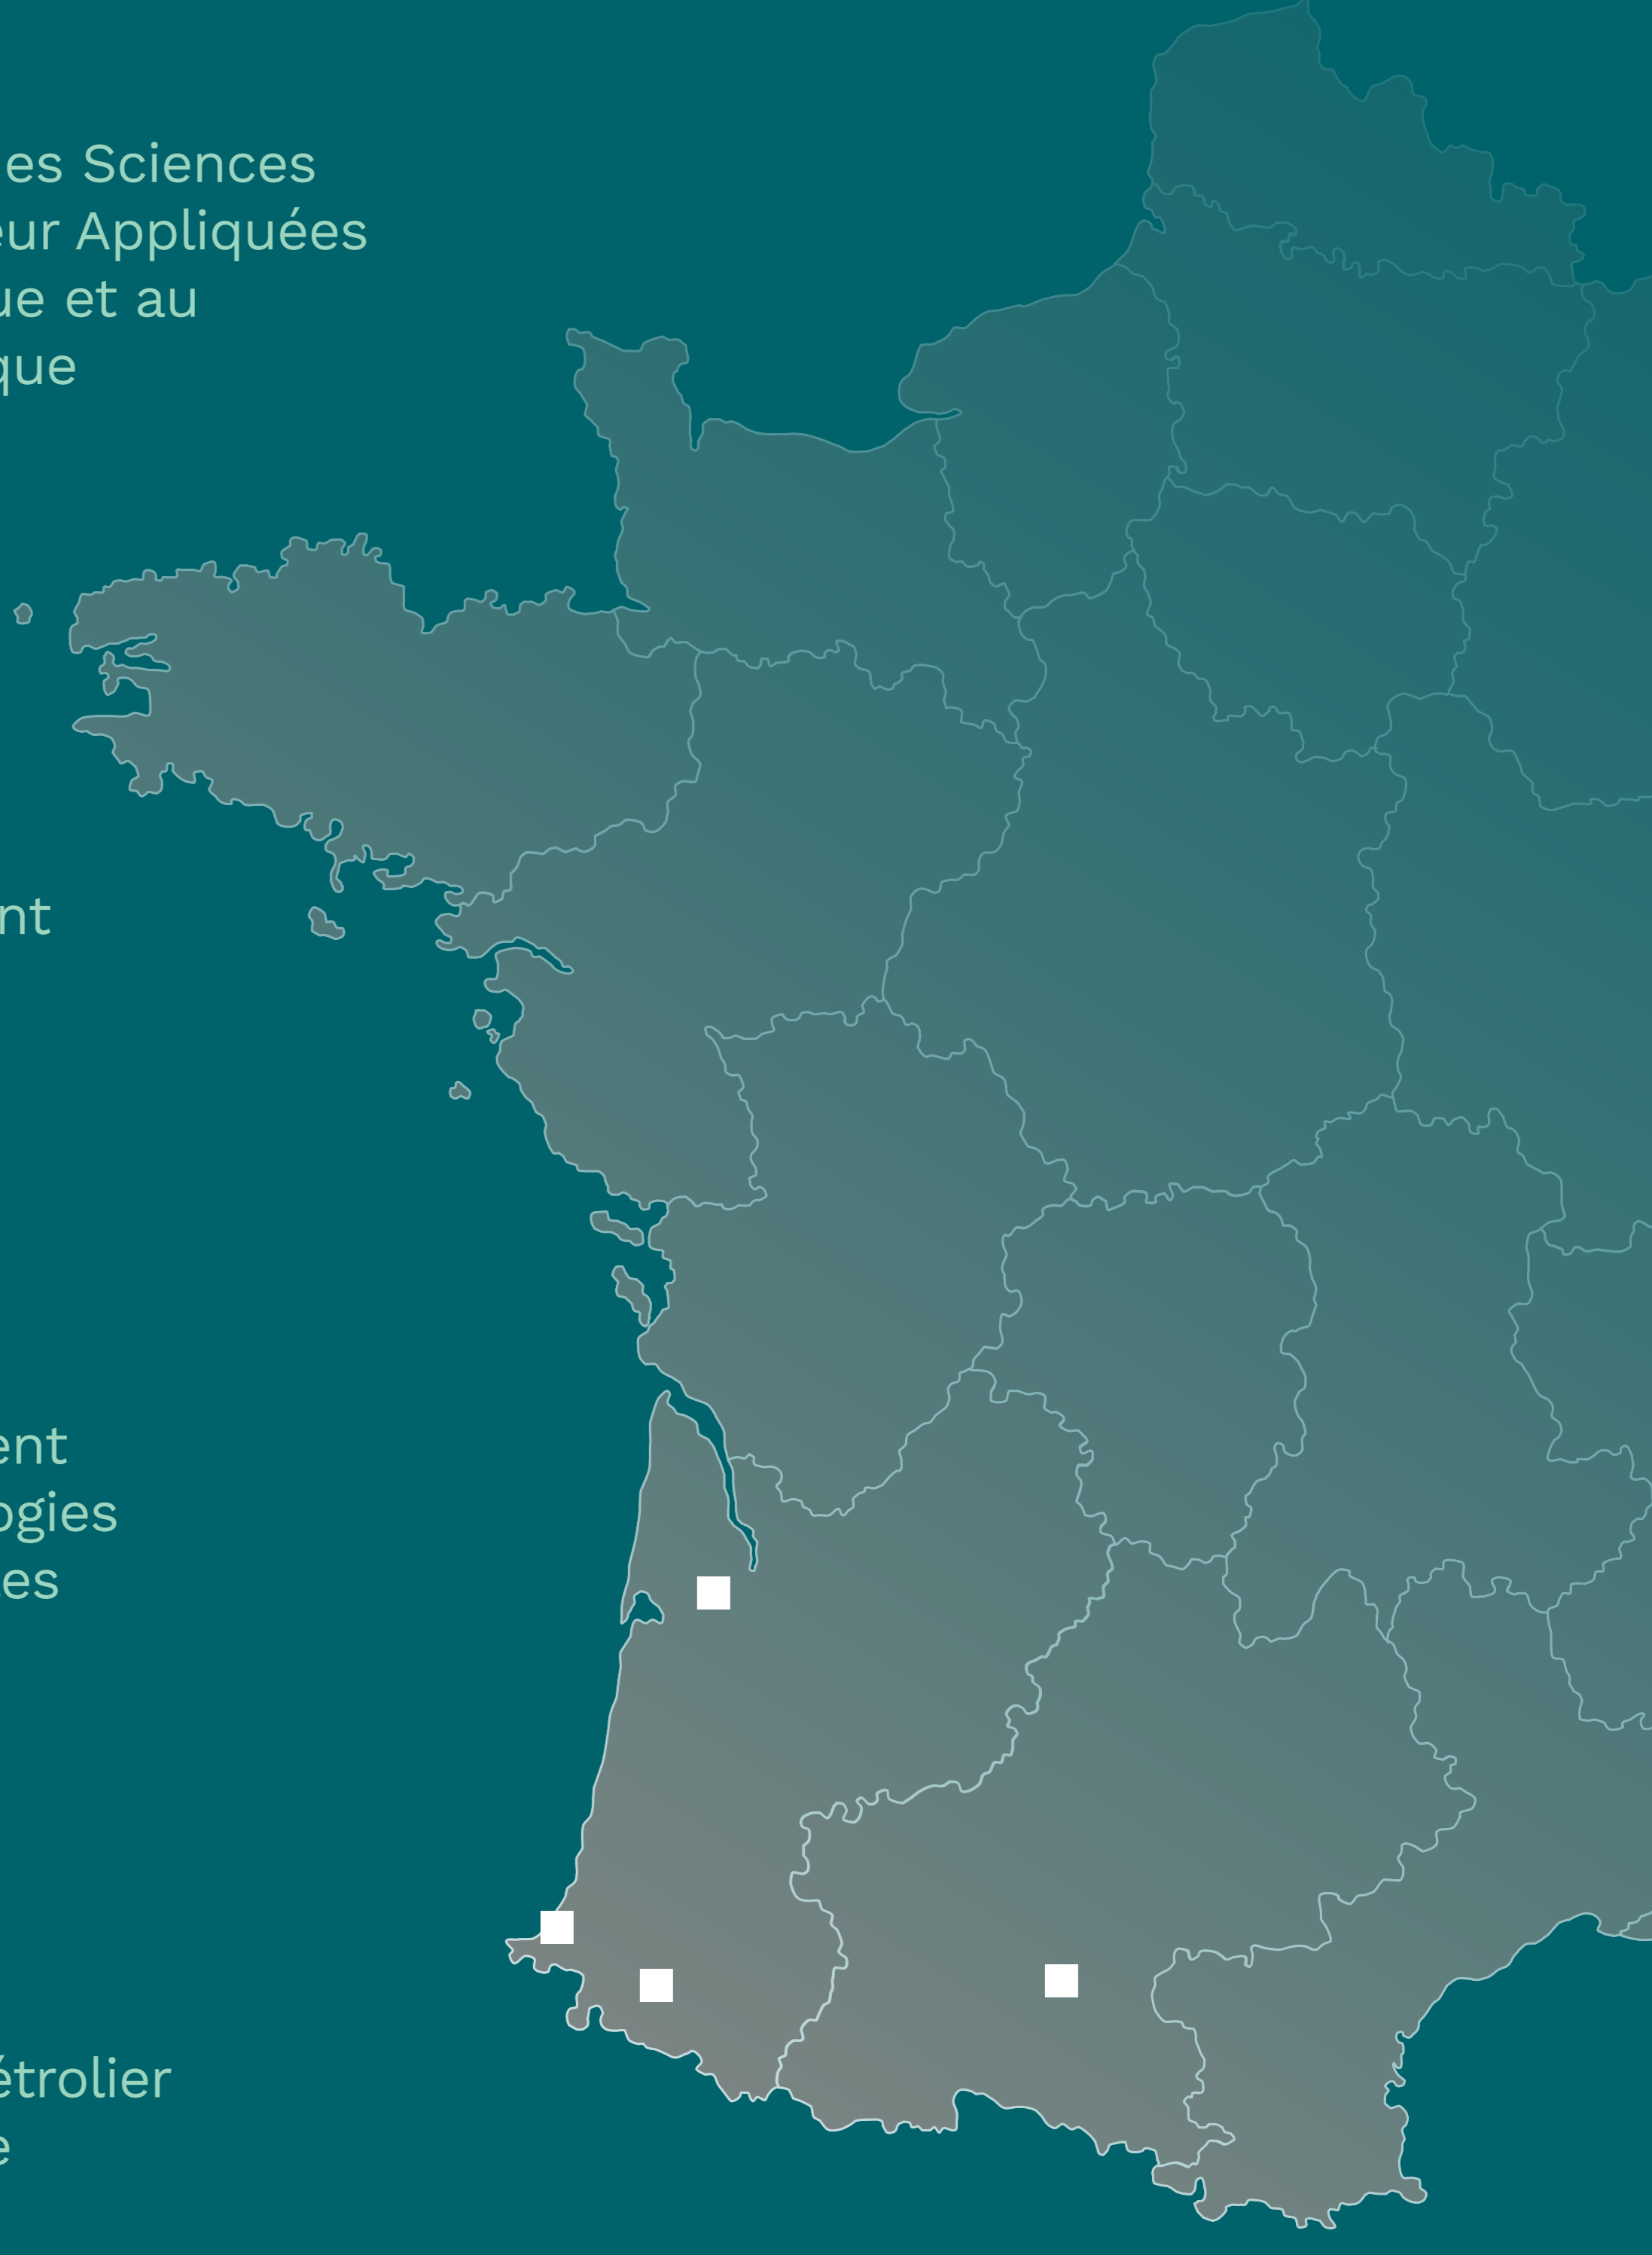 es Sciences
eur Appliquées
ue et au
que
nt
ent
ogies
es
étrolier
e